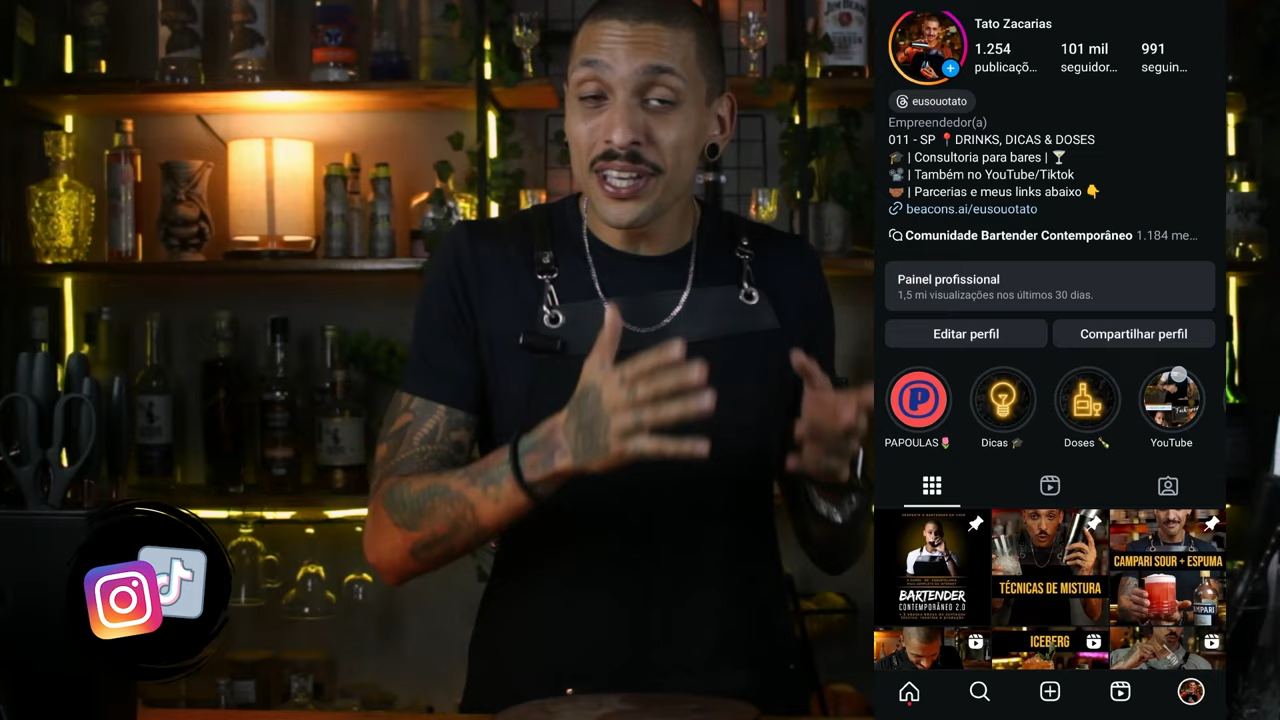 JIM BEAM
Tato Zacarias
1.254
101 mil
991
publicaçõ...
seguidor...
seguin...
eusouotato
Empreendedor(a)
011 - SP 📍DRINKS, DICAS & DOSES
🎓 | Consultoria para bares | 🍸
📽️ | Também no YouTube/Tiktok
🤝🏽 | Parcerias e meus links abaixo 👇
beacons.ai/eusouotato
Comunidade Bartender Contemporâneo 1.184 me...
Painel profissional
1,5 mi visualizações nos últimos 30 dias.
Editar perfil
Compartilhar perfil
P
PAPOULAS🌷
Dicas 🎓
Doses 🍾
YouTube
BARTENDER
CONTEMPORÂNEO 2.0
TÉCNICAS DE MISTURA
CAMPARI SOUR + ESPUMA
ICEBERG